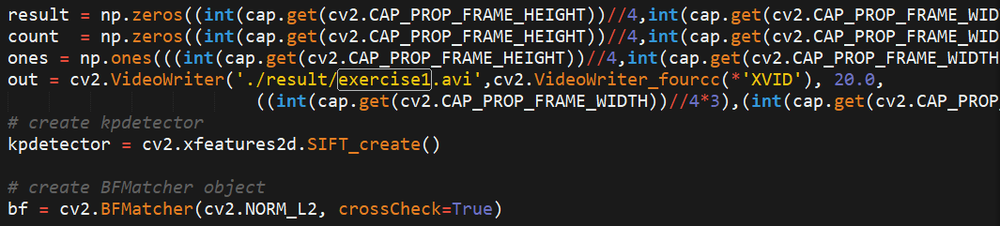 result = np.zeros((int(cap.get(cv2.CAP_PROP_FRAME_HEIGHT))//4,int(cap.get(cv2.CAP_PROP_FRAME_WID
count  = np.zeros((int(cap.get(cv2.CAP_PROP_FRAME_HEIGHT))//4,int(cap.get(cv2.CAP_PROP_FRAME_WID
ones = np.ones(((int(cap.get(cv2.CAP_PROP_FRAME_HEIGHT))//4,int(cap.get(cv2.CAP_PROP_FRAME_WIDTH
out = cv2.VideoWriter('./result/exercise1.avi',cv2.VideoWriter_fourcc(*'XVID'), 20.0,
((int(cap.get(cv2.CAP_PROP_FRAME_WIDTH))//4*3),(int(cap.get(cv2.CAP_PROP_
# create kpdetector
kpdetector = cv2.xfeatures2d.SIFT_create()
# create BFMatcher object
bf = cv2.BFMatcher(cv2.NORM_L2, crossCheck=True)